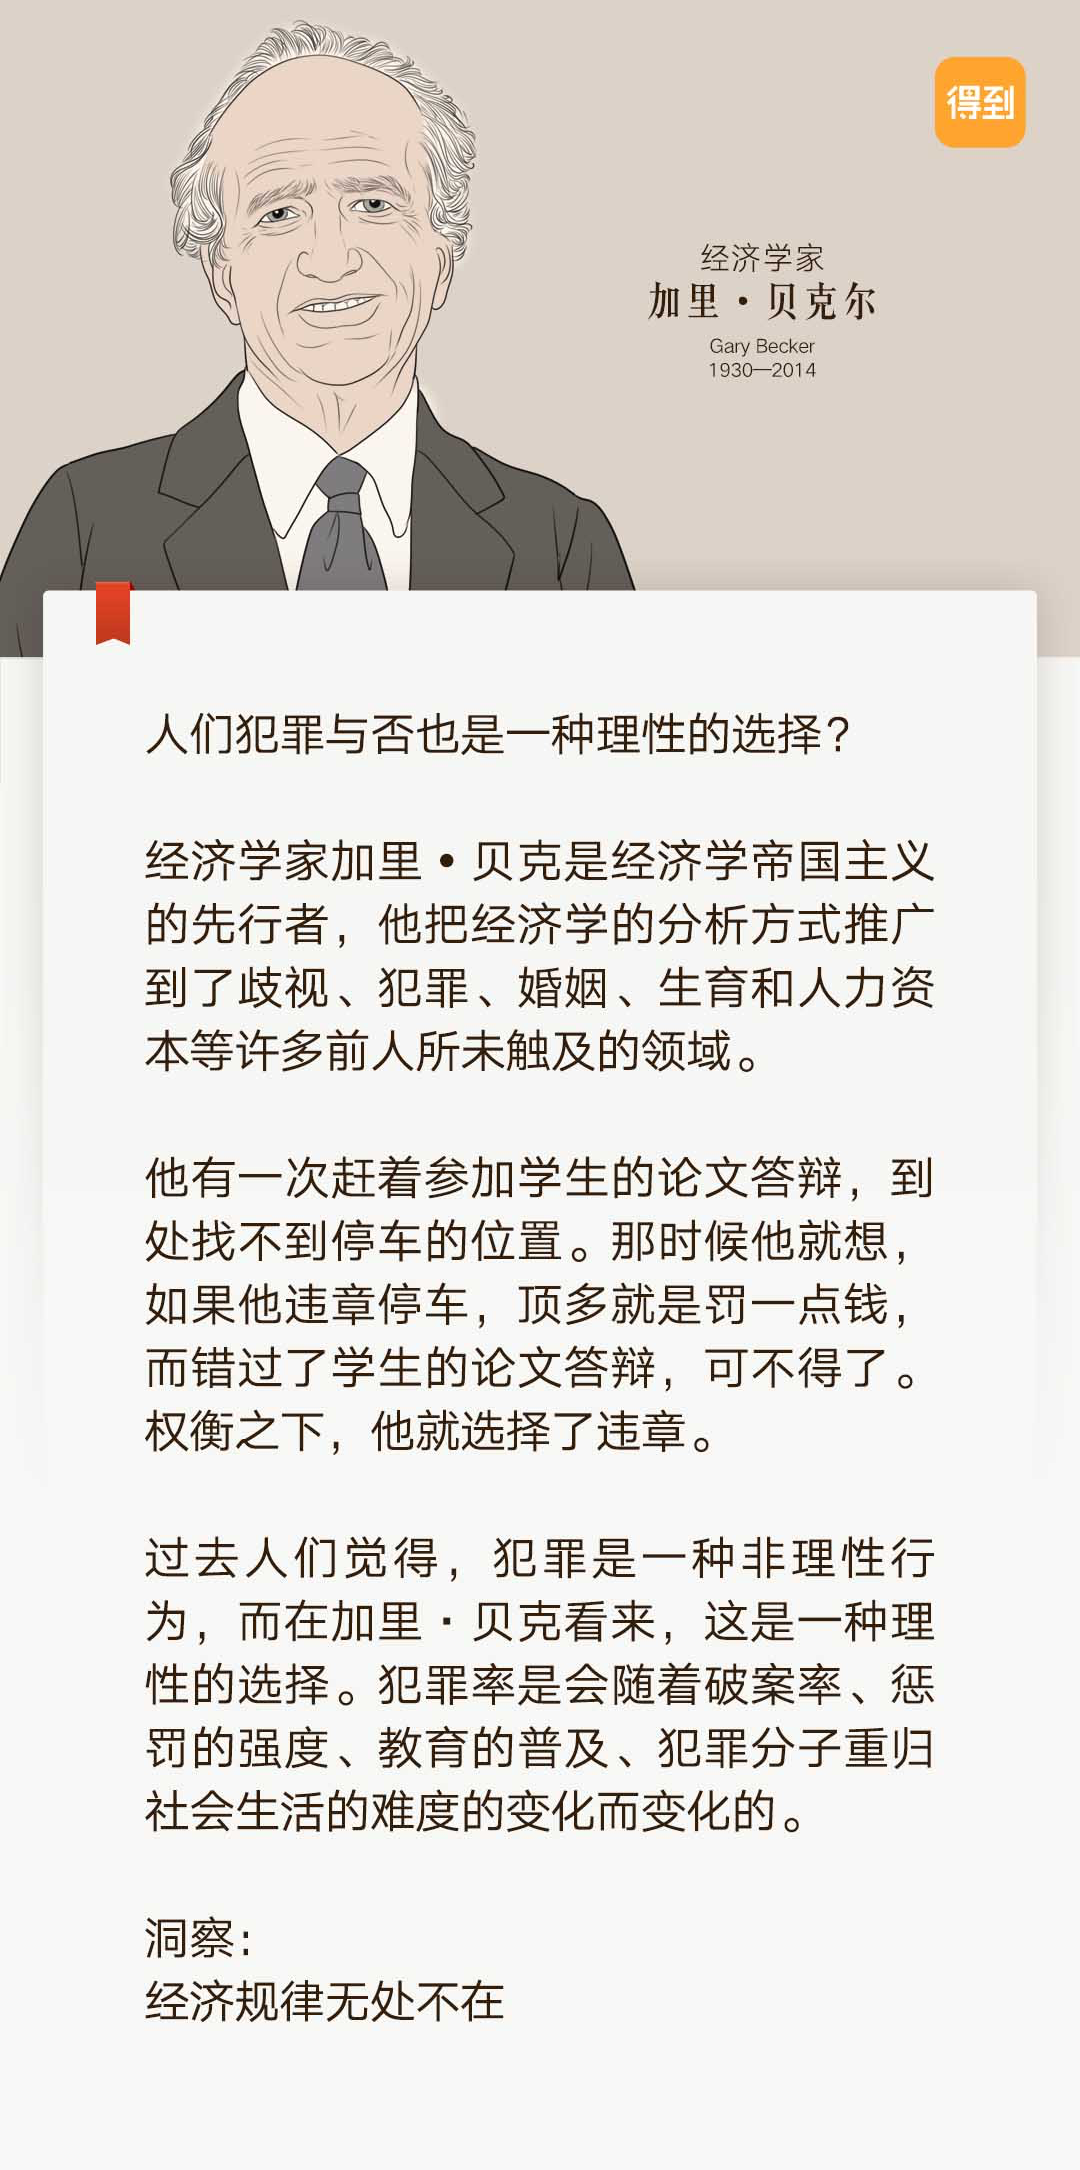 得到
经济学家
加里·贝克尔
Gary Becker
1930—2014
人们犯罪与否也是一种理性的选择？
经济学家加里·贝克是经济学帝国主义
的先行者，他把经济学的分析方式推广
到了歧视、犯罪、婚姻、生育和人力资
本等许多前人所未触及的领域。
他有一次赶着参加学生的论文答辩，到
处找不到停车的位置。那时候他就想，
如果他违章停车，顶多就是罚一点钱，
而错过了学生的论文答辩，可不得了。
权衡之下，他就选择了违章。
过去人们觉得，犯罪是一种非理性行
为，而在加里·贝克看来，这是一种理
性的选择。犯罪率是会随着破案率、惩
罚的强度、教育的普及、犯罪分子重归
社会生活的难度的变化而变化的。
洞察：
经济规律无处不在